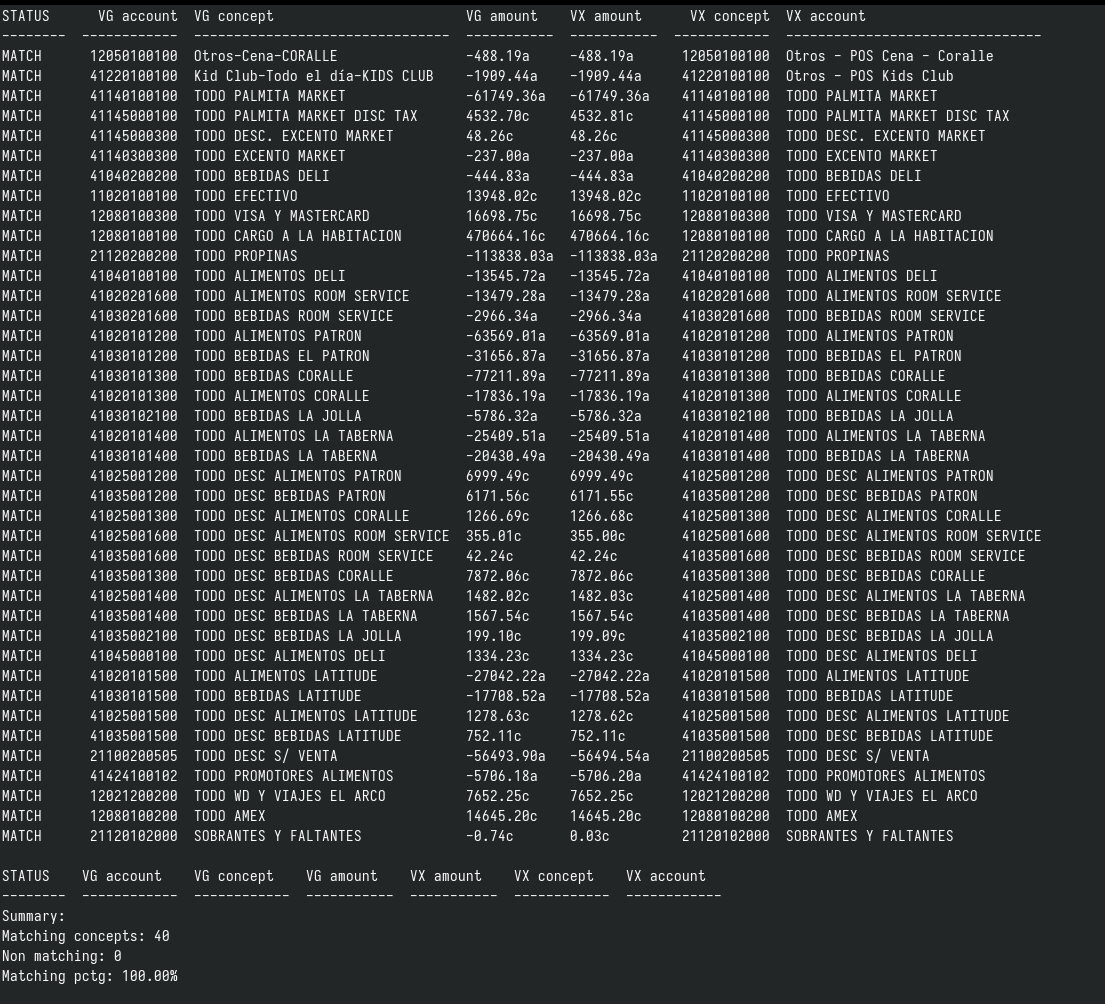 STATUS VG account VG concept VG amount VX amount VX concept VX account
-------- ------------ -------------------------------- ----------- ----------- ------------ --------------------------------
MATCH 12050100100 Otros-Cena-CORALLE -488.19a -488.19a 12050100100 Otros - POS Cena - Coralle
MATCH 41220100100 Kid Club-Todo el día-KIDS CLUB -1909.44a -1909.44a 41220100100 Otros - POS Kids Club
MATCH 41140100100 TODO PALMITA MARKET -61749.36a -61749.36a 41140100100 TODO PALMITA MARKET
MATCH 41145000100 TODO PALMITA MARKET DISC TAX 4532.70c 4532.81c 41145000100 TODO PALMITA MARKET DISC TAX
MATCH 41145000300 TODO DESC. EXCENTO MARKET 48.26c 48.26c 41145000300 TODO DESC. EXCENTO MARKET
MATCH 41140300300 TODO EXCENTO MARKET -237.00a -237.00a 41140300300 TODO EXCENTO MARKET
MATCH 41040200200 TODO BEBIDAS DELI -444.83a -444.83a 41040200200 TODO BEBIDAS DELI
MATCH 11020100100 TODO EFECTIVO 13948.02c 13948.02c 11020100100 TODO EFECTIVO
MATCH 12080100300 TODO VISA Y MASTERCARD 16698.75c 16698.75c 12080100300 TODO VISA Y MASTERCARD
MATCH 12080100100 TODO CARGO A LA HABITACION 470664.16c 470664.16c 12080100100 TODO CARGO A LA HABITACION
MATCH 21120200200 TODO PROPINAS -113838.03a -113838.03a 21120200200 TODO PROPINAS
MATCH 41040100100 TODO ALIMENTOS DELI -13545.72a -13545.72a 41040100100 TODO ALIMENTOS DELI
MATCH 41020201600 TODO ALIMENTOS ROOM SERVICE -13479.28a -13479.28a 41020201600 TODO ALIMENTOS ROOM SERVICE
MATCH 41030201600 TODO BEBIDAS ROOM SERVICE -2966.34a -2966.34a 41030201600 TODO BEBIDAS ROOM SERVICE
MATCH 41020101200 TODO ALIMENTOS PATRON -63569.01a -63569.01a 41020101200 TODO ALIMENTOS PATRON
MATCH 41030101200 TODO BEBIDAS EL PATRON -31656.87a -31656.87a 41030101200 TODO BEBIDAS EL PATRON
MATCH 41030101300 TODO BEBIDAS CORALLE -77211.89a -77211.89a 41030101300 TODO BEBIDAS CORALLE
MATCH 41020101300 TODO ALIMENTOS CORALLE -17836.19a -17836.19a 41020101300 TODO ALIMENTOS CORALLE
MATCH 41030102100 TODO BEBIDAS LA JOLLA -5786.32a -5786.32a 41030102100 TODO BEBIDAS LA JOLLA
MATCH 41020101400 TODO ALIMENTOS LA TABERNA -25409.51a -25409.51a 41020101400 TODO ALIMENTOS LA TABERNA
MATCH 41030101400 TODO BEBIDAS LA TABERNA -20430.49a -20430.49a 41030101400 TODO BEBIDAS LA TABERNA
MATCH 41025001200 TODO DESC ALIMENTOS PATRON 6999.49c 6999.49c 41025001200 TODO DESC ALIMENTOS PATRON
MATCH 41035001200 TODO DESC BEBIDAS PATRON 6171.56c 6171.55c 41035001200 TODO DESC BEBIDAS PATRON
MATCH 41025001300 TODO DESC ALIMENTOS CORALLE 1266.69c 1266.68c 41025001300 TODO DESC ALIMENTOS CORALLE
MATCH 41025001600 TODO DESC ALIMENTOS ROOM SERVICE 355.01c 355.00c 41025001600 TODO DESC ALIMENTOS ROOM SERVICE
MATCH 41035001600 TODO DESC BEBIDAS ROOM SERVICE 42.24c 42.24c 41035001600 TODO DESC BEBIDAS ROOM SERVICE
MATCH 41035001300 TODO DESC BEBIDAS CORALLE 7872.06c 7872.06c 41035001300 TODO DESC BEBIDAS CORALLE
MATCH 41025001400 TODO DESC ALIMENTOS LA TABERNA 1482.02c 1482.03c 41025001400 TODO DESC ALIMENTOS LA TABERNA
MATCH 41035001400 TODO DESC BEBIDAS LA TABERNA 1567.54c 1567.54c 41035001400 TODO DESC BEBIDAS LA TABERNA
MATCH 41035002100 TODO DESC BEBIDAS LA JOLLA 199.10c 199.09c 41035002100 TODO DESC BEBIDAS LA JOLLA
MATCH 41045000100 TODO DESC ALIMENTOS DELI 1334.23c 1334.23c 41045000100 TODO DESC ALIMENTOS DELI
MATCH 41020101500 TODO ALIMENTOS LATITUDE -27042.22a -27042.22a 41020101500 TODO ALIMENTOS LATITUDE
MATCH 41030101500 TODO BEBIDAS LATITUDE -17708.52a -17708.52a 41030101500 TODO BEBIDAS LATITUDE
MATCH 41025001500 TODO DESC ALIMENTOS LATITUDE 1278.63c 1278.62c 41025001500 TODO DESC ALIMENTOS LATITUDE
MATCH 41035001500 TODO DESC BEBIDAS LATITUDE 752.11c 752.11c 41035001500 TODO DESC BEBIDAS LATITUDE
MATCH 21100200505 TODO DESC S/ VENTA -56493.90a -56494.54a 21100200505 TODO DESC S/ VENTA
MATCH 41424100102 TODO PROMOTORES ALIMENTOS -5706.18a -5706.20a 41424100102 TODO PROMOTORES ALIMENTOS
MATCH 12021200200 TODO WD Y VIAJES EL ARCO 7652.25c 7652.25c 12021200200 TODO WD Y VIAJES EL ARCO
MATCH 12080100200 TODO AMEX 14645.20c 14645.20c 12080100200 TODO AMEX
MATCH 21120102000 SOBRANTES Y FALTANTES -0.74c 0.03c 21120102000 SOBRANTES Y FALTANTES
STATUS VG account VG concept VG amount VX amount VX concept VX account
-------- ------------ ------------ ----------- ----------- ------------ ------------
Summary:
Matching concepts: 40
Non matching: 0
Matching pctg: 100.00%